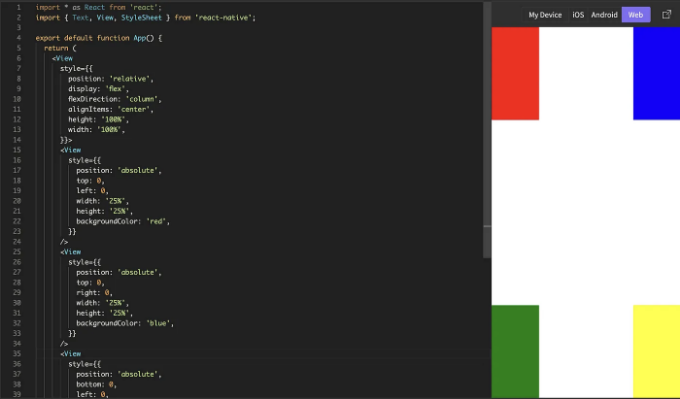 My Device iOS Android Web
1 import * as React from 'react';
2 import { Text, View, StyleSheet } from 'react-native';
3
4 export default function App() {
5 return (
6 <View
7 style={{
8 position: 'relative',
9 display: 'flex',
10 flexDirection: 'column',
11 alignItems: 'center',
12 height: '100%',
13 width: '100%',
14 }}>
15 <View
16 style={{
17 position: 'absolute',
18 top: 0,
19 left: 0,
20 width: '25%',
21 height: '25%',
22 backgroundColor: 'red',
23 }}
24 />
25 <View
26 style={{
27 position: 'absolute',
28 top: 0,
29 right: 0,
30 width: '25%',
31 height: '25%',
32 backgroundColor: 'blue',
33 }}
34 />
35 <View
36 style={{
37 position: 'absolute',
38 bottom: 0,
39 left: 0,